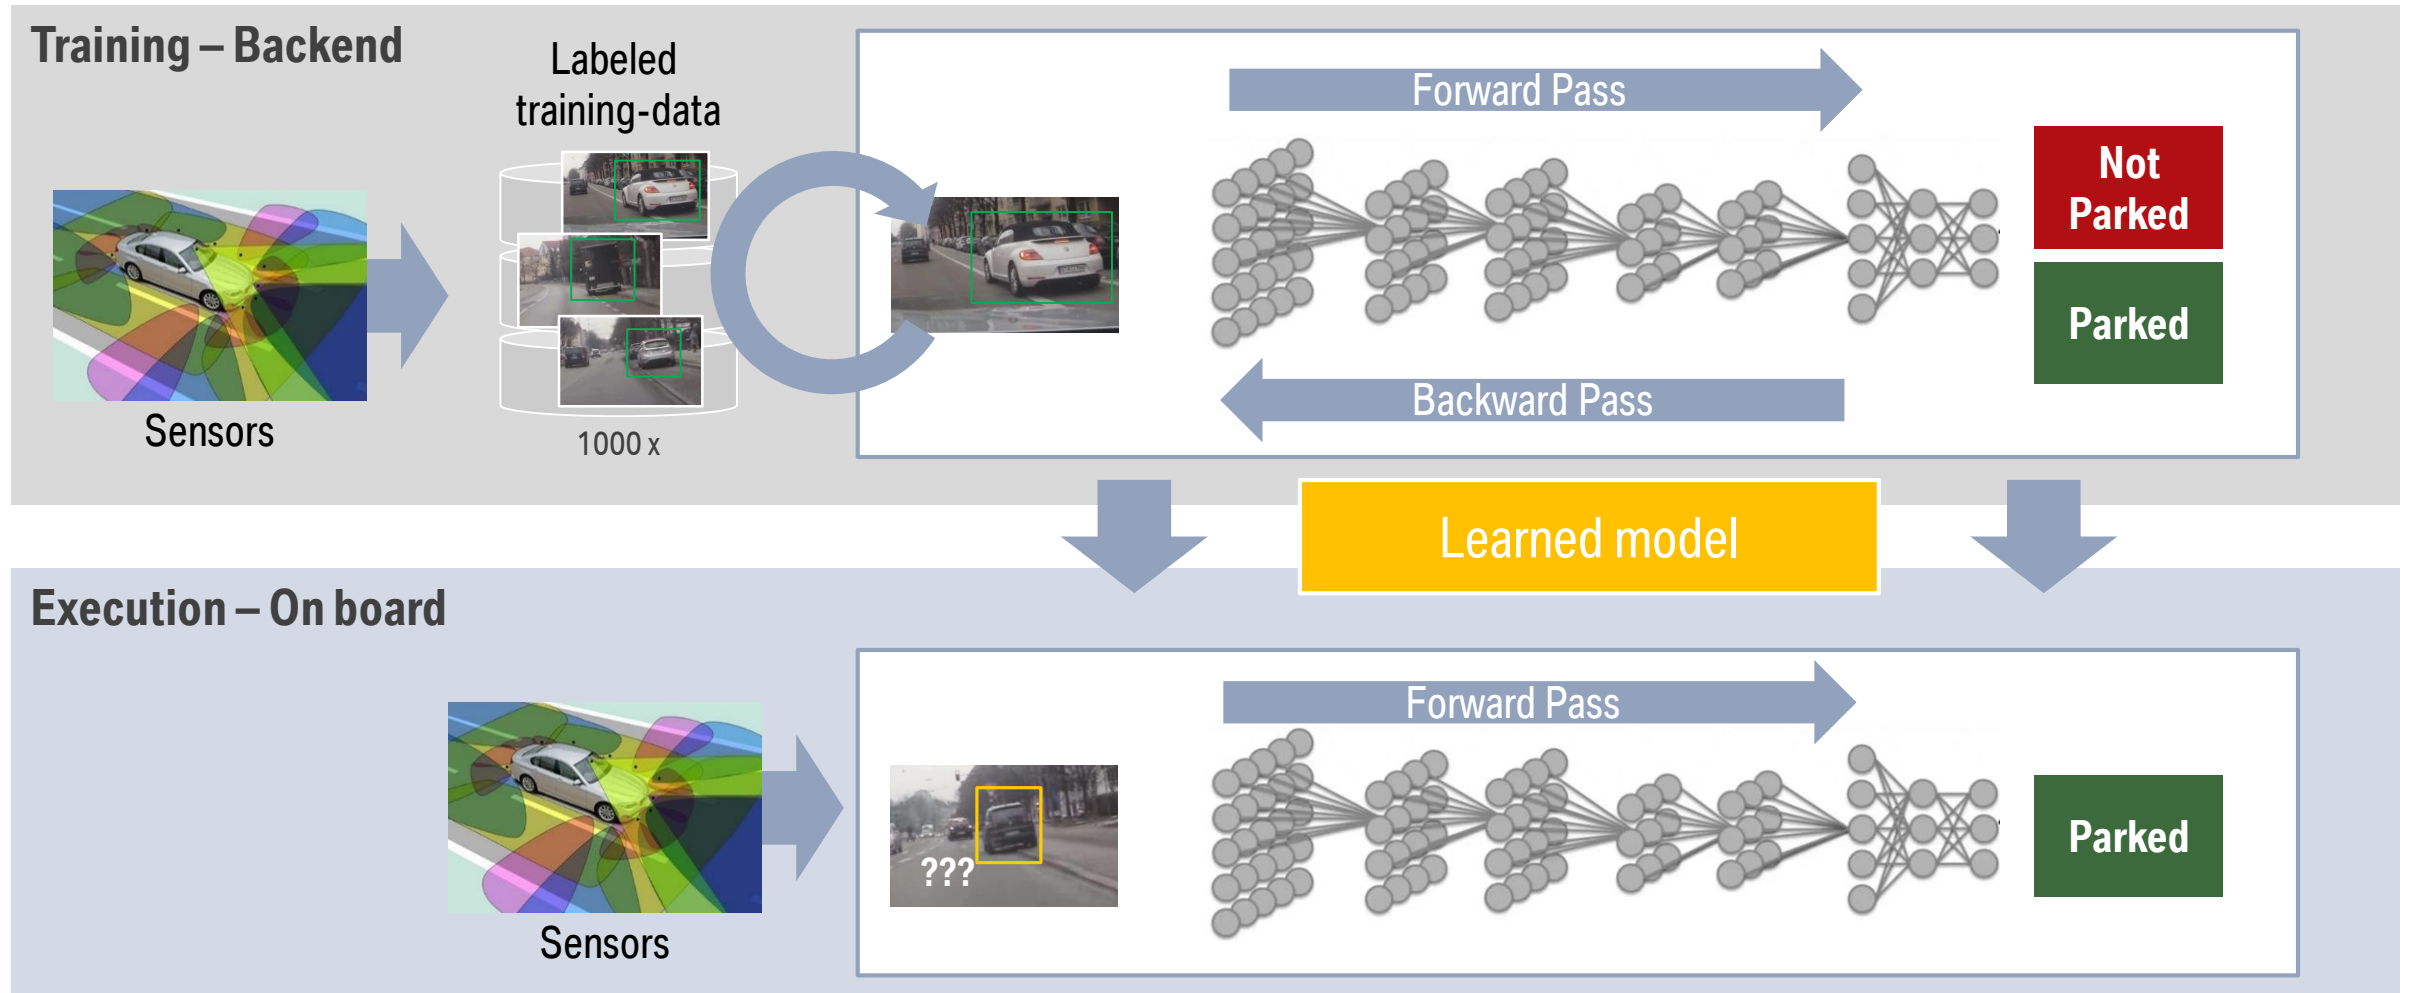 Training – Backend
Labeled
training-data
Sensors
1000 x
Forward Pass
Not
Parked
Parked
Backward Pass
Learned model
Execution – On board
Sensors
???
Forward Pass
Parked